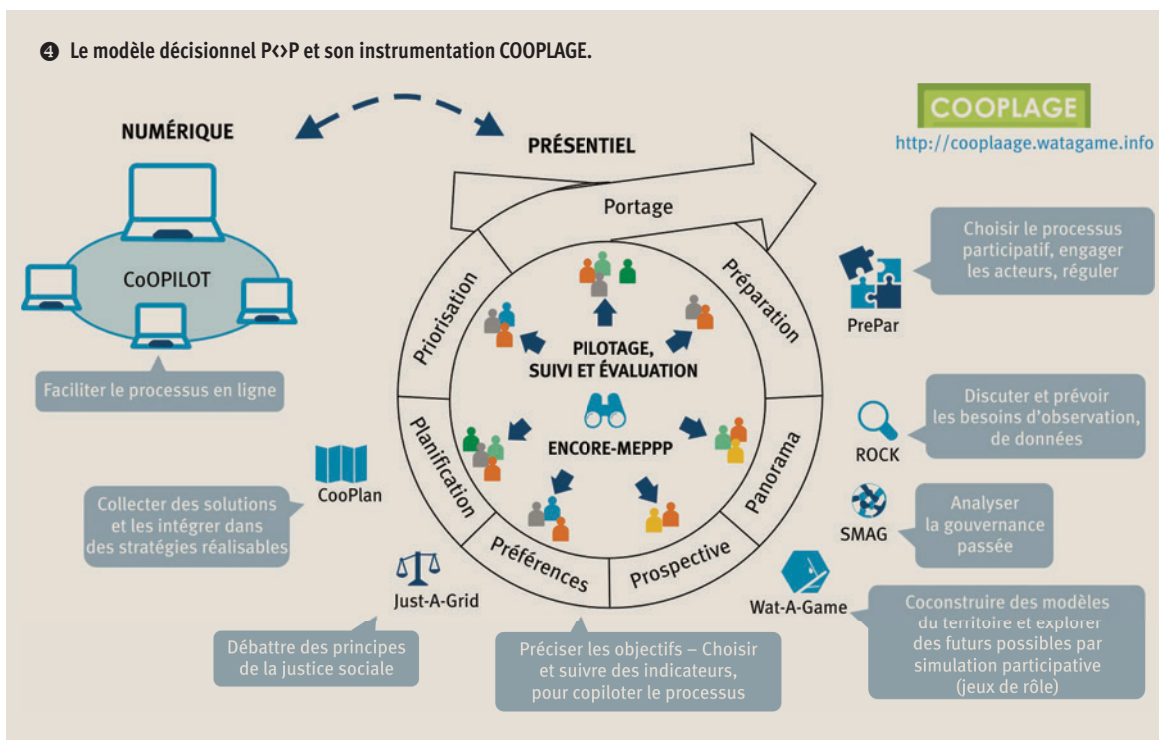 ❹ Le modèle décisionnel P<>P et son instrumentation COOPLAGE.
NUMÉRIQUE
PRÉSENTIEL
COOPLAGE
http://cooplaage.watagame.info
CoOPILOT
Faciliter le processus en ligne
Portage
Préparation
Panorama
Prospective
Préférences
Planification
Priorisation
PILOTAGE,
SUIVI ET ÉVALUATION
ENCORE-MEPPP
PrePar
Choisir le processus
participatif, engager
les acteurs, réguler
ROCK
Discuter et prévoir
les besoins d'observation,
de données
SMAG
Analyser
la gouvernance
passée
Wat-A-Game
Coconstruire des modèles
du territoire et explorer
des futurs possibles par
simulation participative
(jeux de rôle)
Préciser les objectifs – Choisir
et suivre des indicateurs,
pour copiloter le processus
Just-A-Grid
Débattre des principes
de la justice sociale
CooPlan
Collecter des solutions
et les intégrer dans
des stratégies réalisables